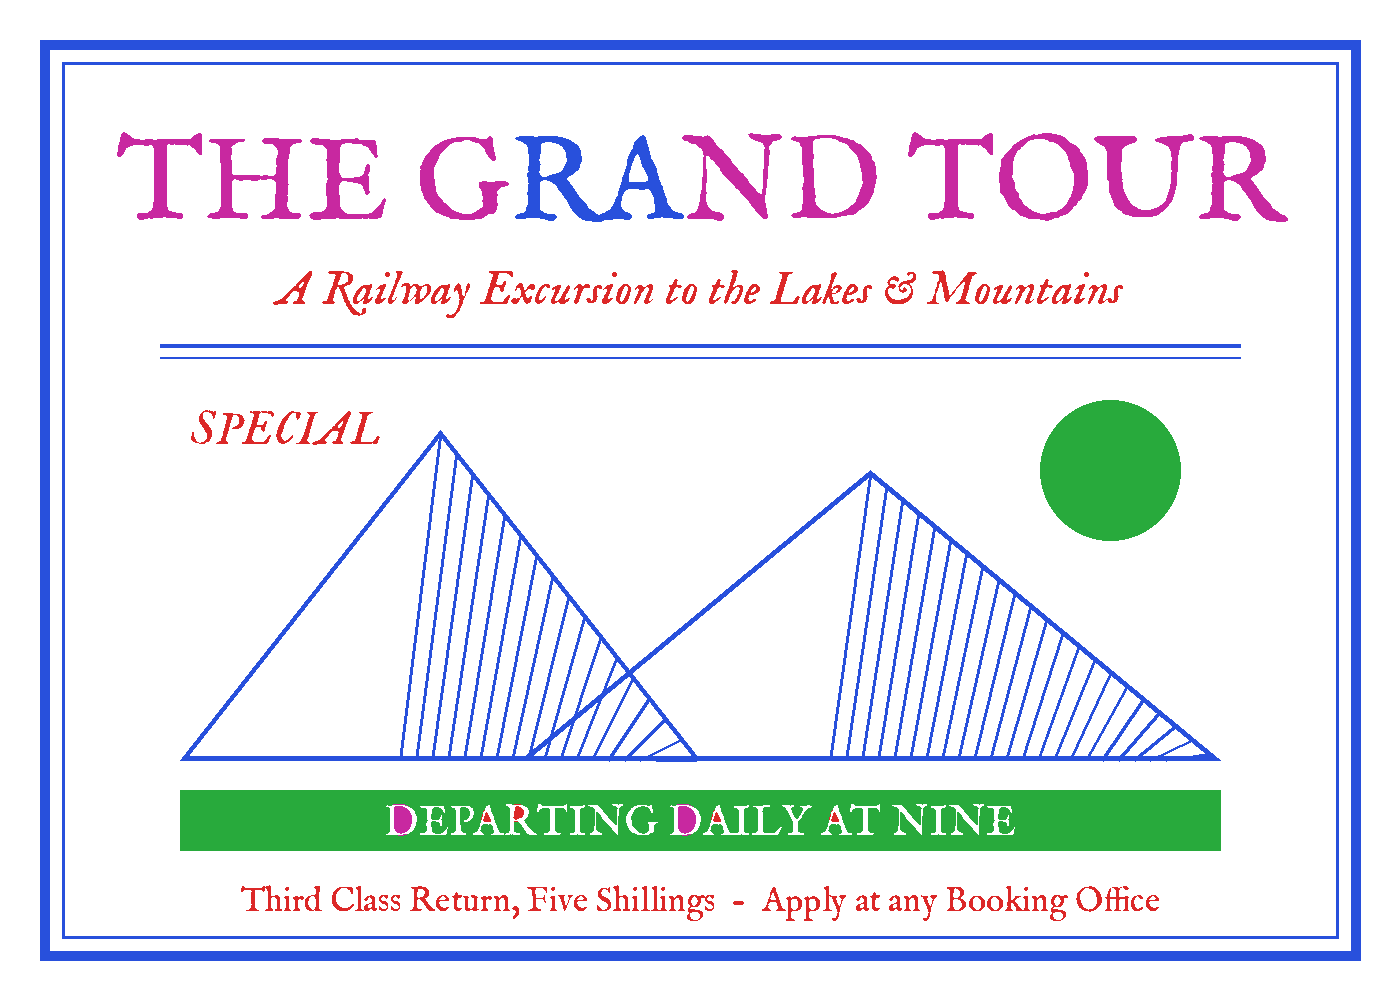 THE GRAND TOUR
A Railway Excursion to the Lakes & Mountains
SPECIAL
DEPARTING DAILY AT NINE
Third Class Return, Five Shillings - Apply at any Booking Office